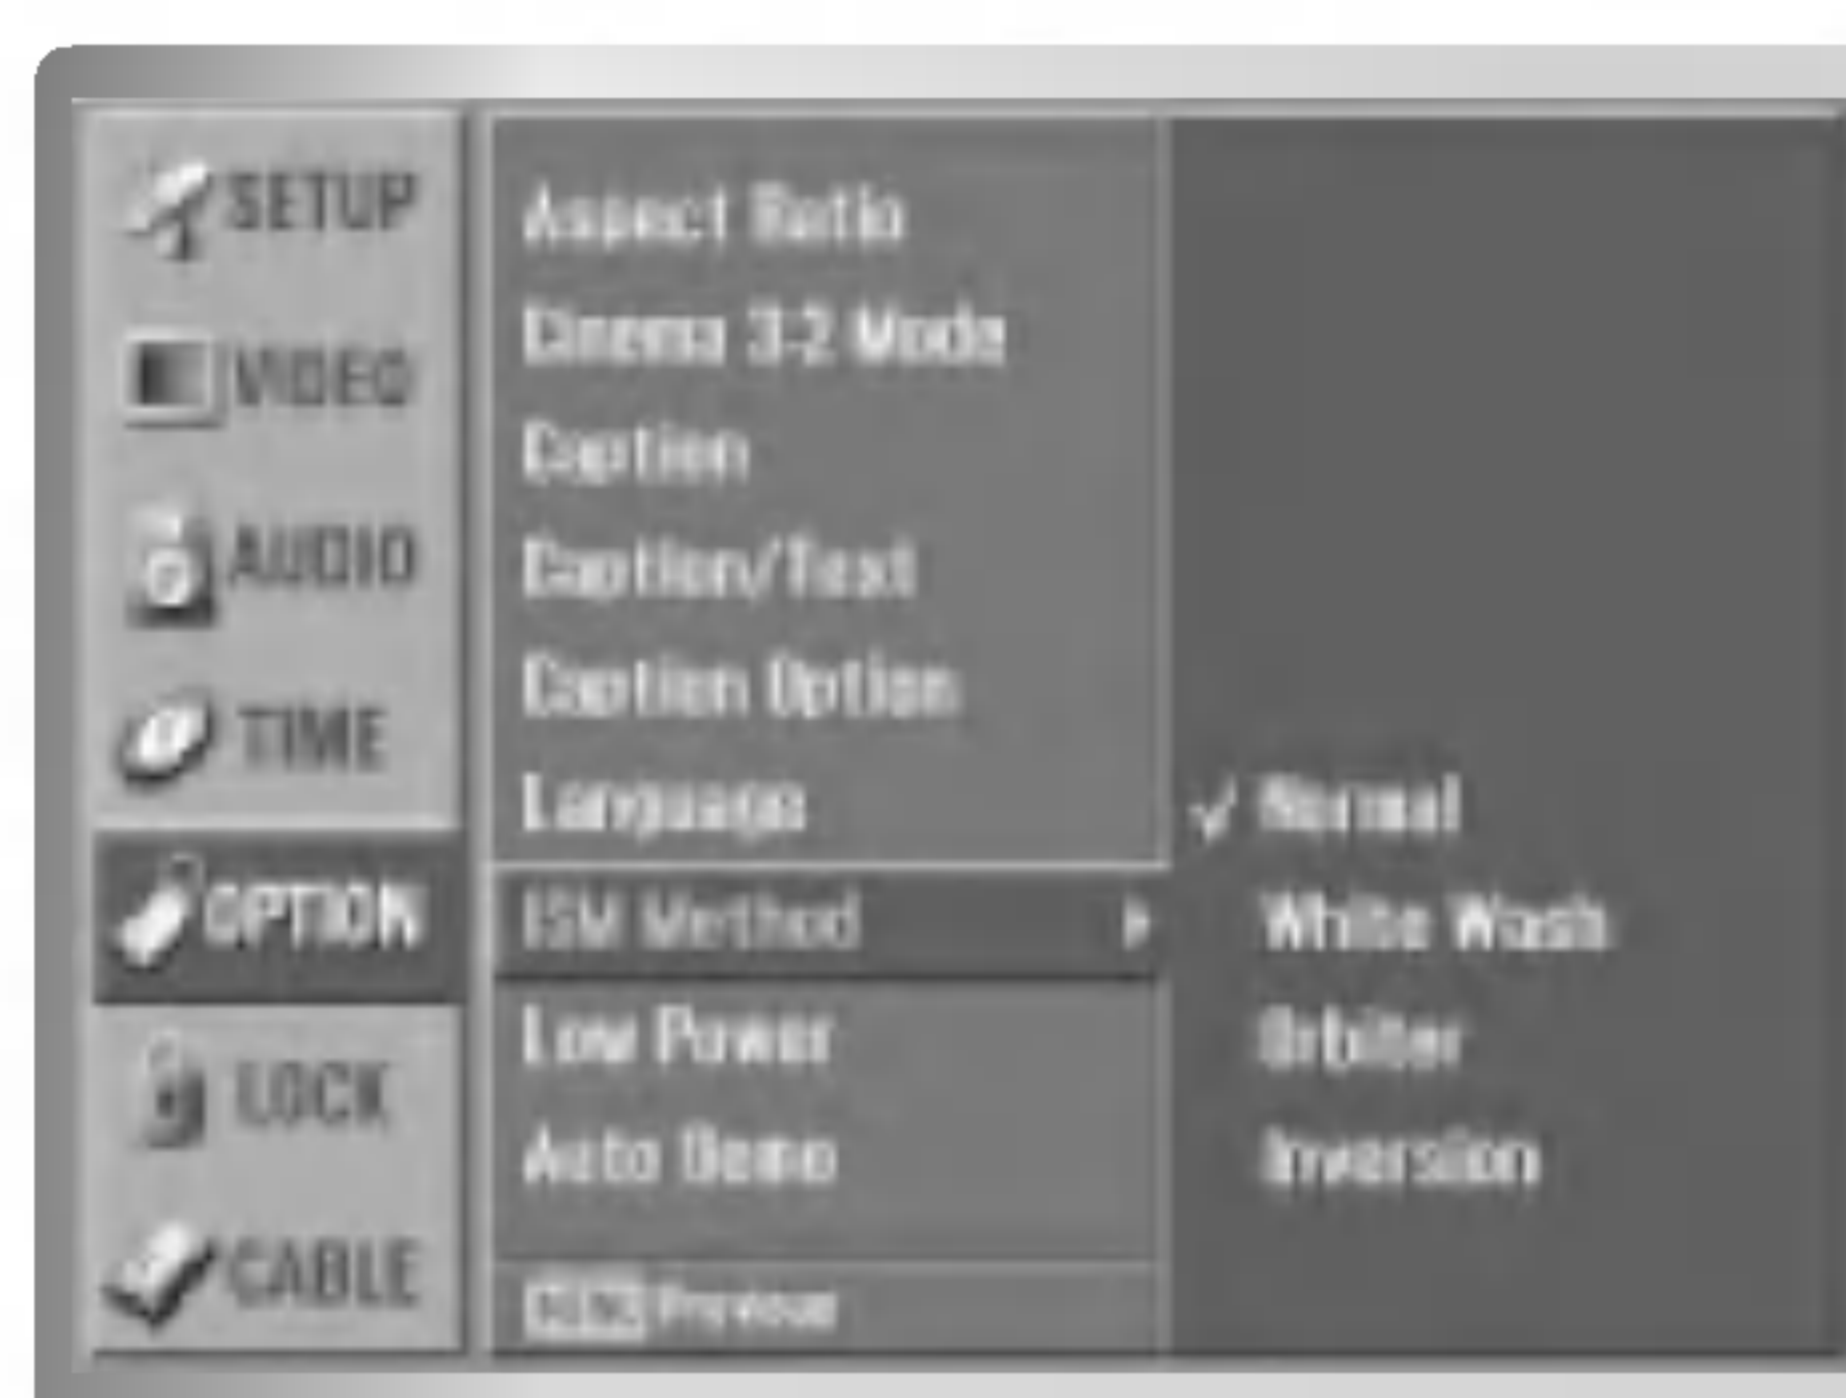 SETUP
VIDEO
AUDIO
TIME
OPTION
LOCK
CABLE
Aspect Ratio
Cinema 3-2 Mode
Caption
Caption/Text
Caption Option
Language
ISM Method
Low Power
Auto Demo
Previous
Normal
White Wash
Orbiter
Inversion